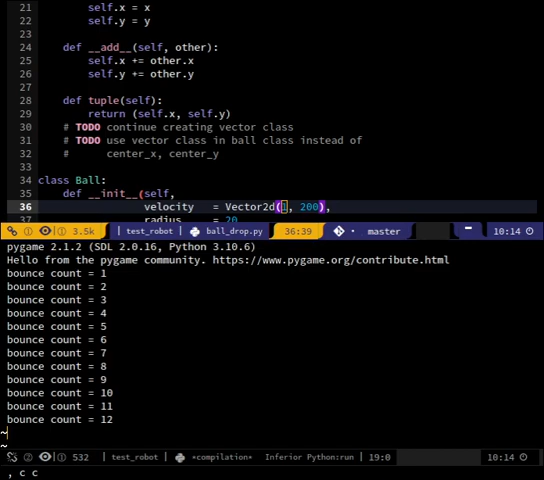 21 self.x = x
22 self.y = y
24 def __add__(self, other):
25 self.x += other.x
26 self.y += other.y
28 def tuple(self):
29 return (self.x, self.y)
30 # TODO continue creating vector class
31 # TODO use vector class in ball class instead of
32 # center_x, center_y
34 class Ball:
35 def __init__(self,
36 velocity = Vector2d(1, 200),
37 radius = 20
① 3.5k test_robot ball_drop.py 36:39 master 10:14
pygame 2.1.2 (SDL 2.0.16, Python 3.10.6)
Hello from the pygame community. https://www.pygame.org/contribute.html
bounce count = 1
bounce count = 2
bounce count = 3
bounce count = 4
bounce count = 5
bounce count = 6
bounce count = 7
bounce count = 8
bounce count = 9
bounce count = 10
bounce count = 11
bounce count = 12
~
~
② ① 532 test_robot *compilation* Inferior Python:run 19:0 10:14
, c c